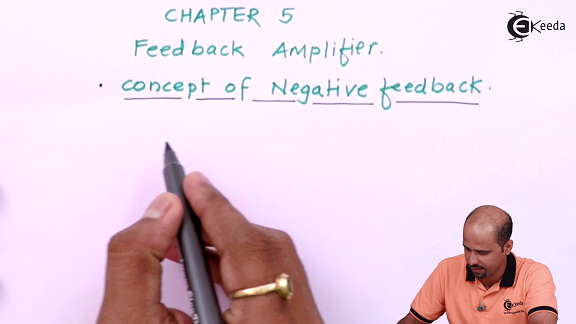 CHAPTER 5
Feedback Amplifier.
• concept of Negative feedback.
EKeeda